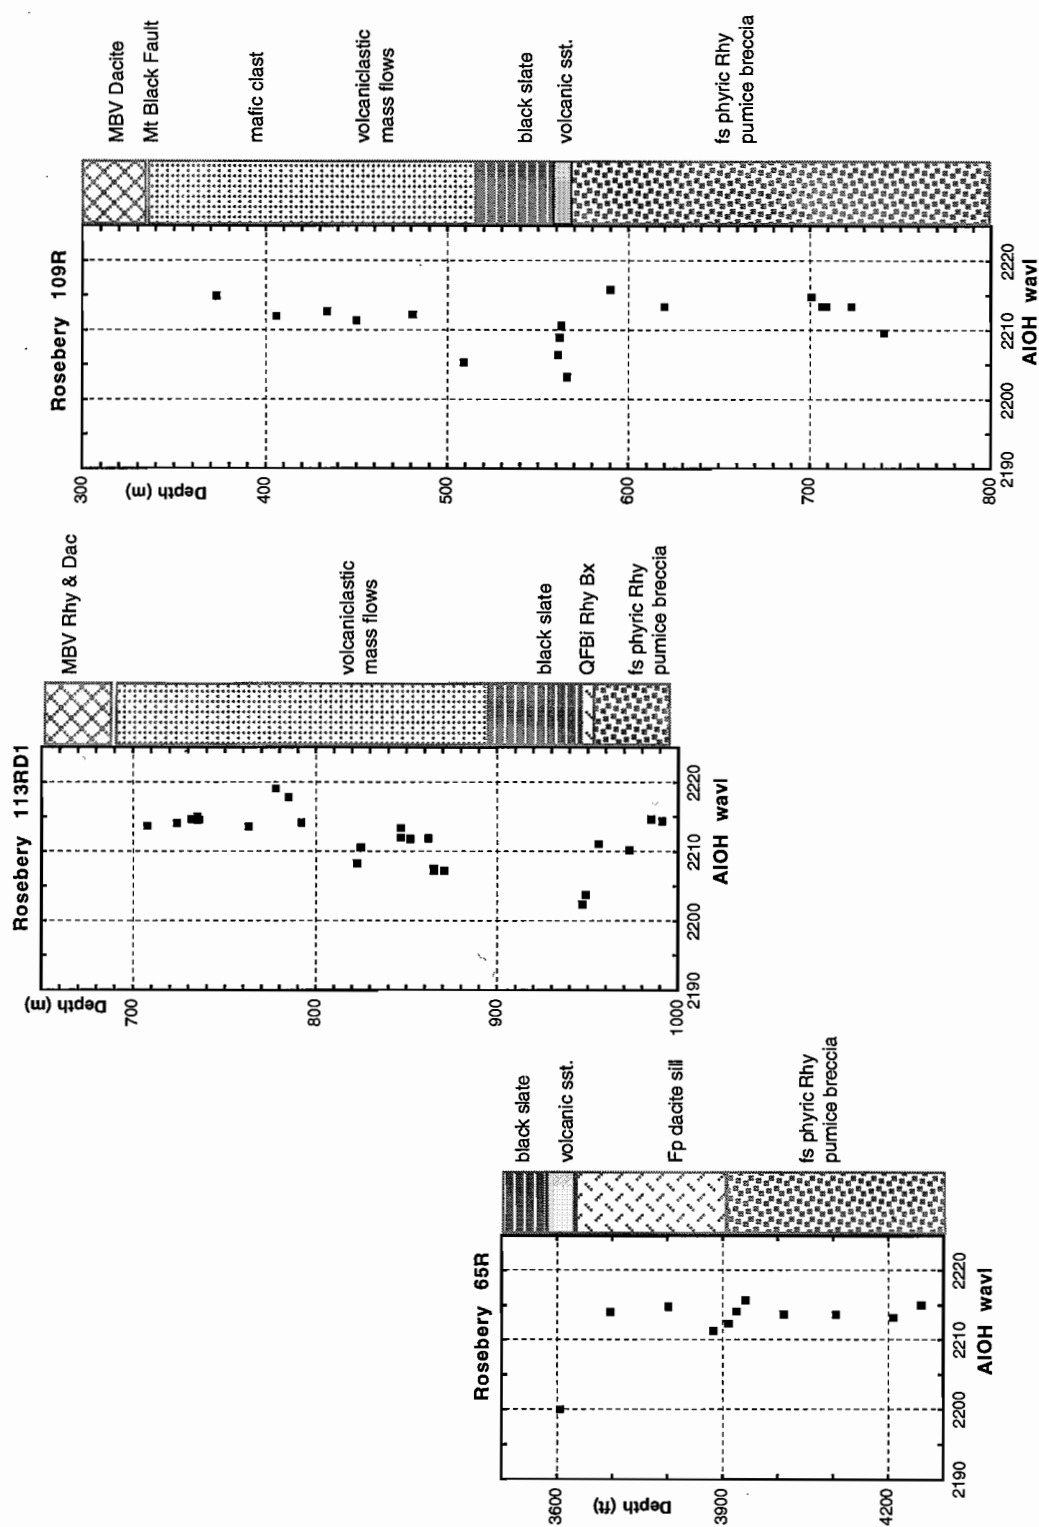 Rosebery 65R
Depth (ft)
3600
3900
4200
2190
2200
2210
2220
AlOH wavl
black slate
volcanic sst.
Fp dacite sill
fs phyric Rhy
pumice breccia
Rosebery 113RD1
Depth (m)
700
800
900
1000
2190
2200
2210
2220
AlOH wavl
MBV Rhy & Dac
volcaniclastic
mass flows
black slate
QFBi Rhy Bx
fs phyric Rhy
pumice breccia
Rosebery 109R
Depth (m)
300
400
500
600
700
800
2190
2200
2210
2220
AlOH wavl
MBV Dacite
Mt Black Fault
mafic clast
volcaniclastic
mass flows
black slate
volcanic sst.
fs phyric Rhy
pumice breccia